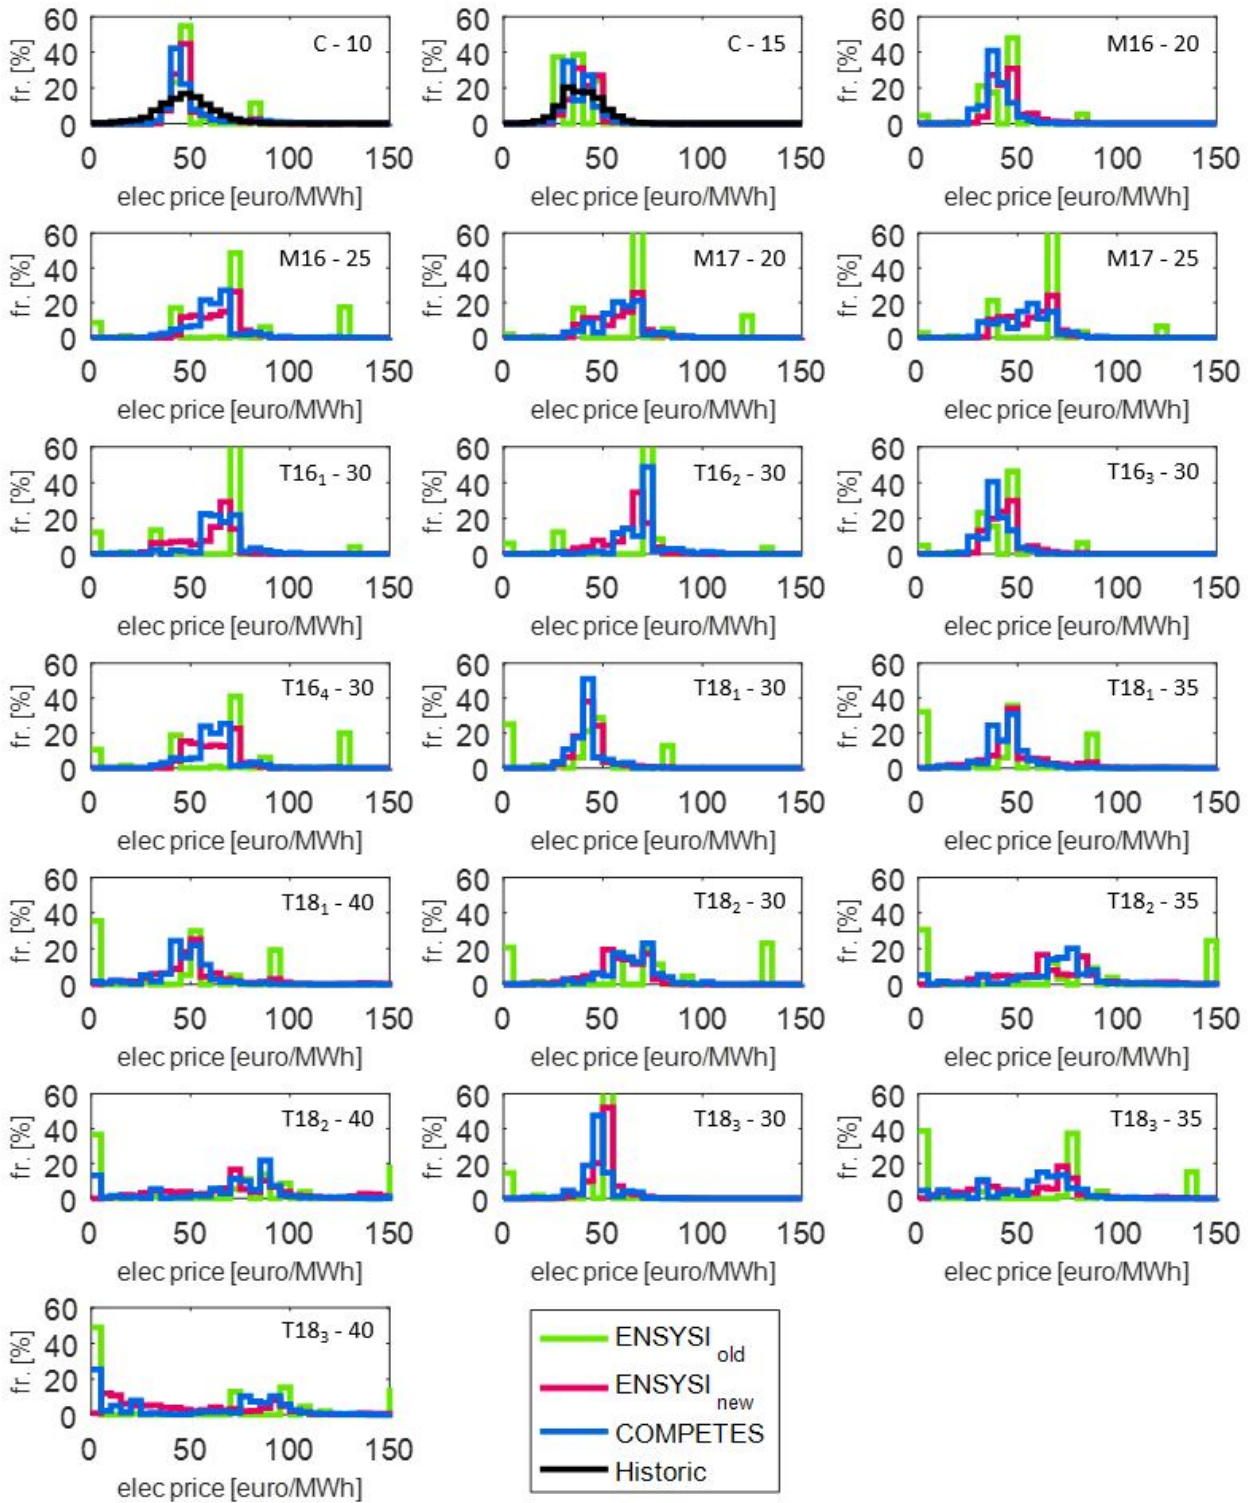 60
40
20
0
fr. [%]
C - 10
0 50 100 150
elec price [euro/MWh]
60
40
20
0
fr. [%]
C - 15
0 50 100 150
elec price [euro/MWh]
60
40
20
0
fr. [%]
M16 - 20
0 50 100 150
elec price [euro/MWh]
60
40
20
0
fr. [%]
M16 - 25
0 50 100 150
elec price [euro/MWh]
60
40
20
0
fr. [%]
M17 - 20
0 50 100 150
elec price [euro/MWh]
60
40
20
0
fr. [%]
M17 - 25
0 50 100 150
elec price [euro/MWh]
60
40
20
0
fr. [%]
T16₁ - 30
0 50 100 150
elec price [euro/MWh]
60
40
20
0
fr. [%]
T16₂ - 30
0 50 100 150
elec price [euro/MWh]
60
40
20
0
fr. [%]
T16₃ - 30
0 50 100 150
elec price [euro/MWh]
60
40
20
0
fr. [%]
T16₄ - 30
0 50 100 150
elec price [euro/MWh]
60
40
20
0
fr. [%]
T18₁ - 30
0 50 100 150
elec price [euro/MWh]
60
40
20
0
fr. [%]
T18₁ - 35
0 50 100 150
elec price [euro/MWh]
60
40
20
0
fr. [%]
T18₁ - 40
0 50 100 150
elec price [euro/MWh]
60
40
20
0
fr. [%]
T18₂ - 30
0 50 100 150
elec price [euro/MWh]
60
40
20
0
fr. [%]
T18₂ - 35
0 50 100 150
elec price [euro/MWh]
60
40
20
0
fr. [%]
T18₂ - 40
0 50 100 150
elec price [euro/MWh]
60
40
20
0
fr. [%]
T18₃ - 30
0 50 100 150
elec price [euro/MWh]
60
40
20
0
fr. [%]
T18₃ - 35
0 50 100 150
elec price [euro/MWh]
60
40
20
0
fr. [%]
T18₃ - 40
0 50 100 150
elec price [euro/MWh]
ENSYSI old
ENSYSI new
COMPETES
Historic